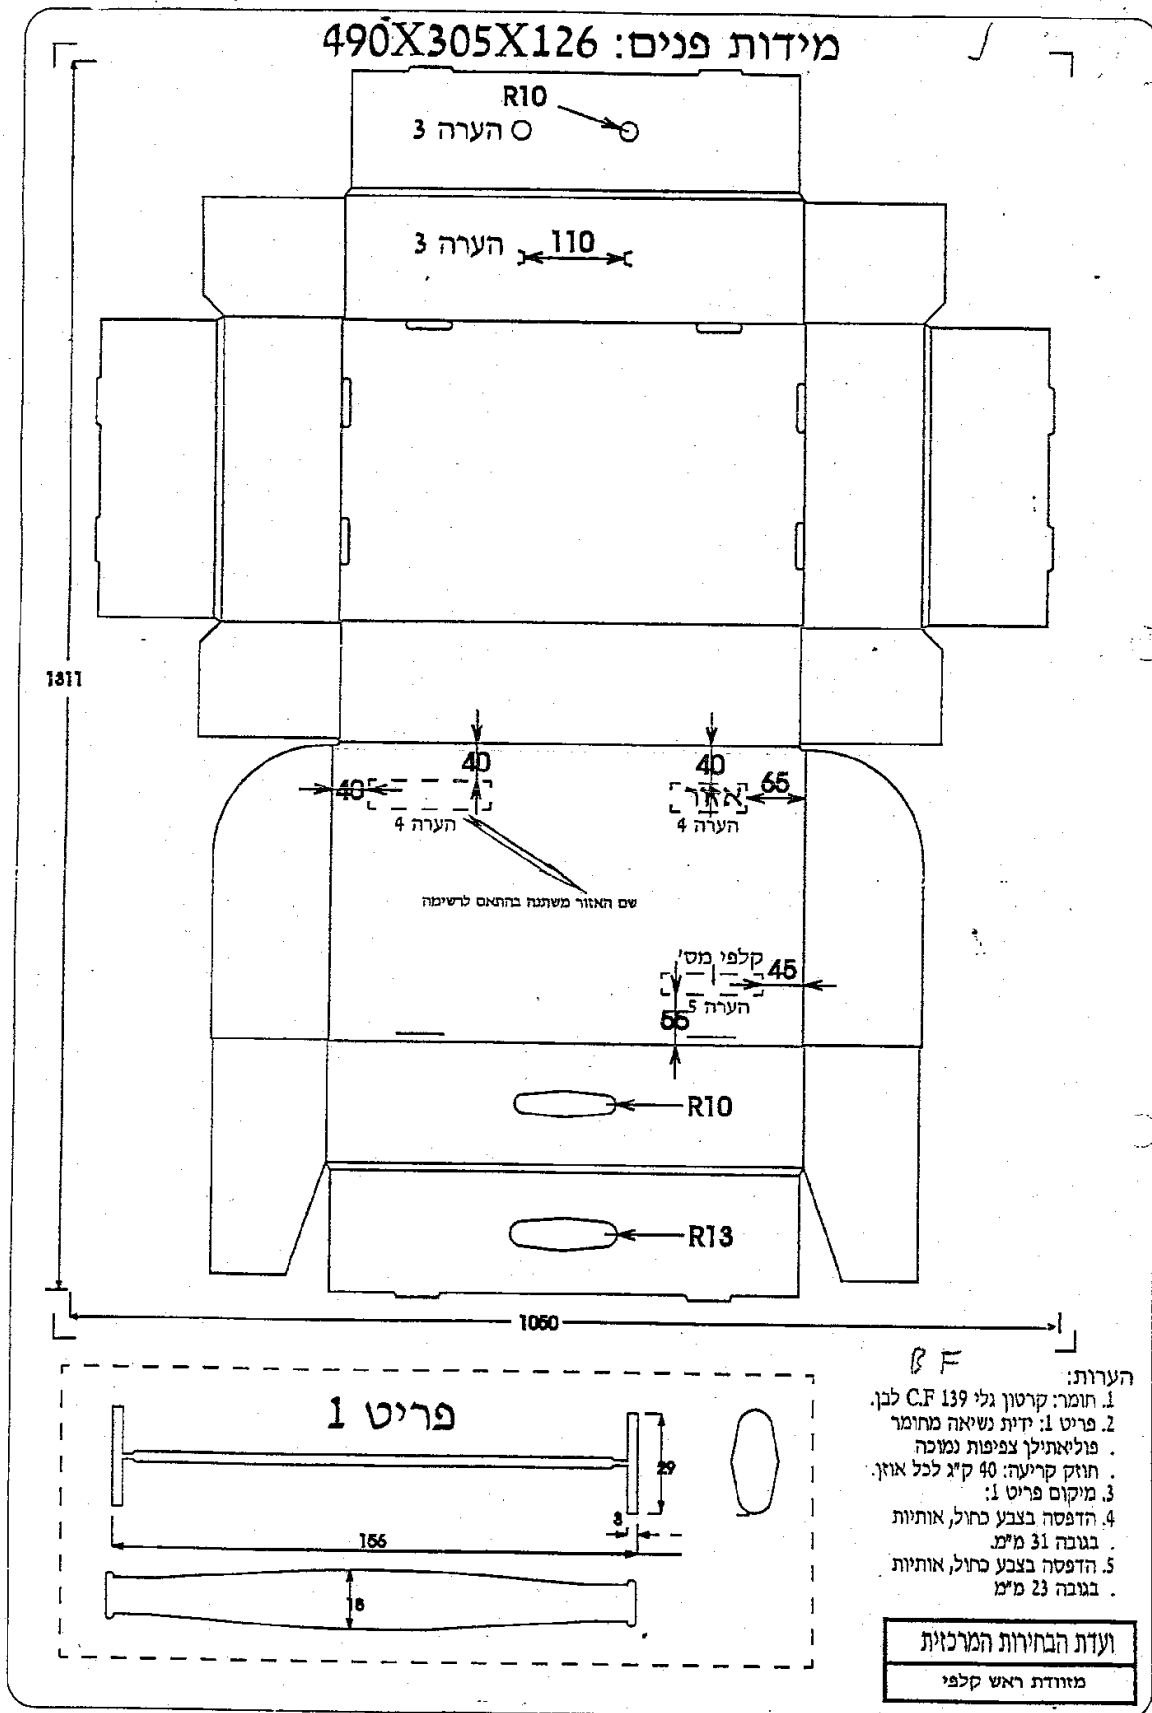 מידות פנים: 490X305X126
R10
הערה 3
הערה 3
110
1311
40
40
40
אזור
65
הערה 4
הערה 4
שם האזור משתנה בהתאם לרשימה
קלפי מס'
45
הערה 5
55
R10
R13
1060
B F
פריט 1
29
3
156
18
הערות:
1. חומר: קרטון גלי 139 C.F לבן.
2. פריט 1: ידית נשיאה מחומר
. פוליאתילן צפיפות נמוכה
. חוזק קריעה: 40 ק"ג לכל אוזן.
3. מיקום פריט 1:
4. הדפסה בצבע כחול, אותיות
. בגובה 31 מ"מ.
5. הדפסה בצבע כחול, אותיות
. בגובה 23 מ"מ
ועדת הבחירות המרכזית
מזוודת ראש קלפי